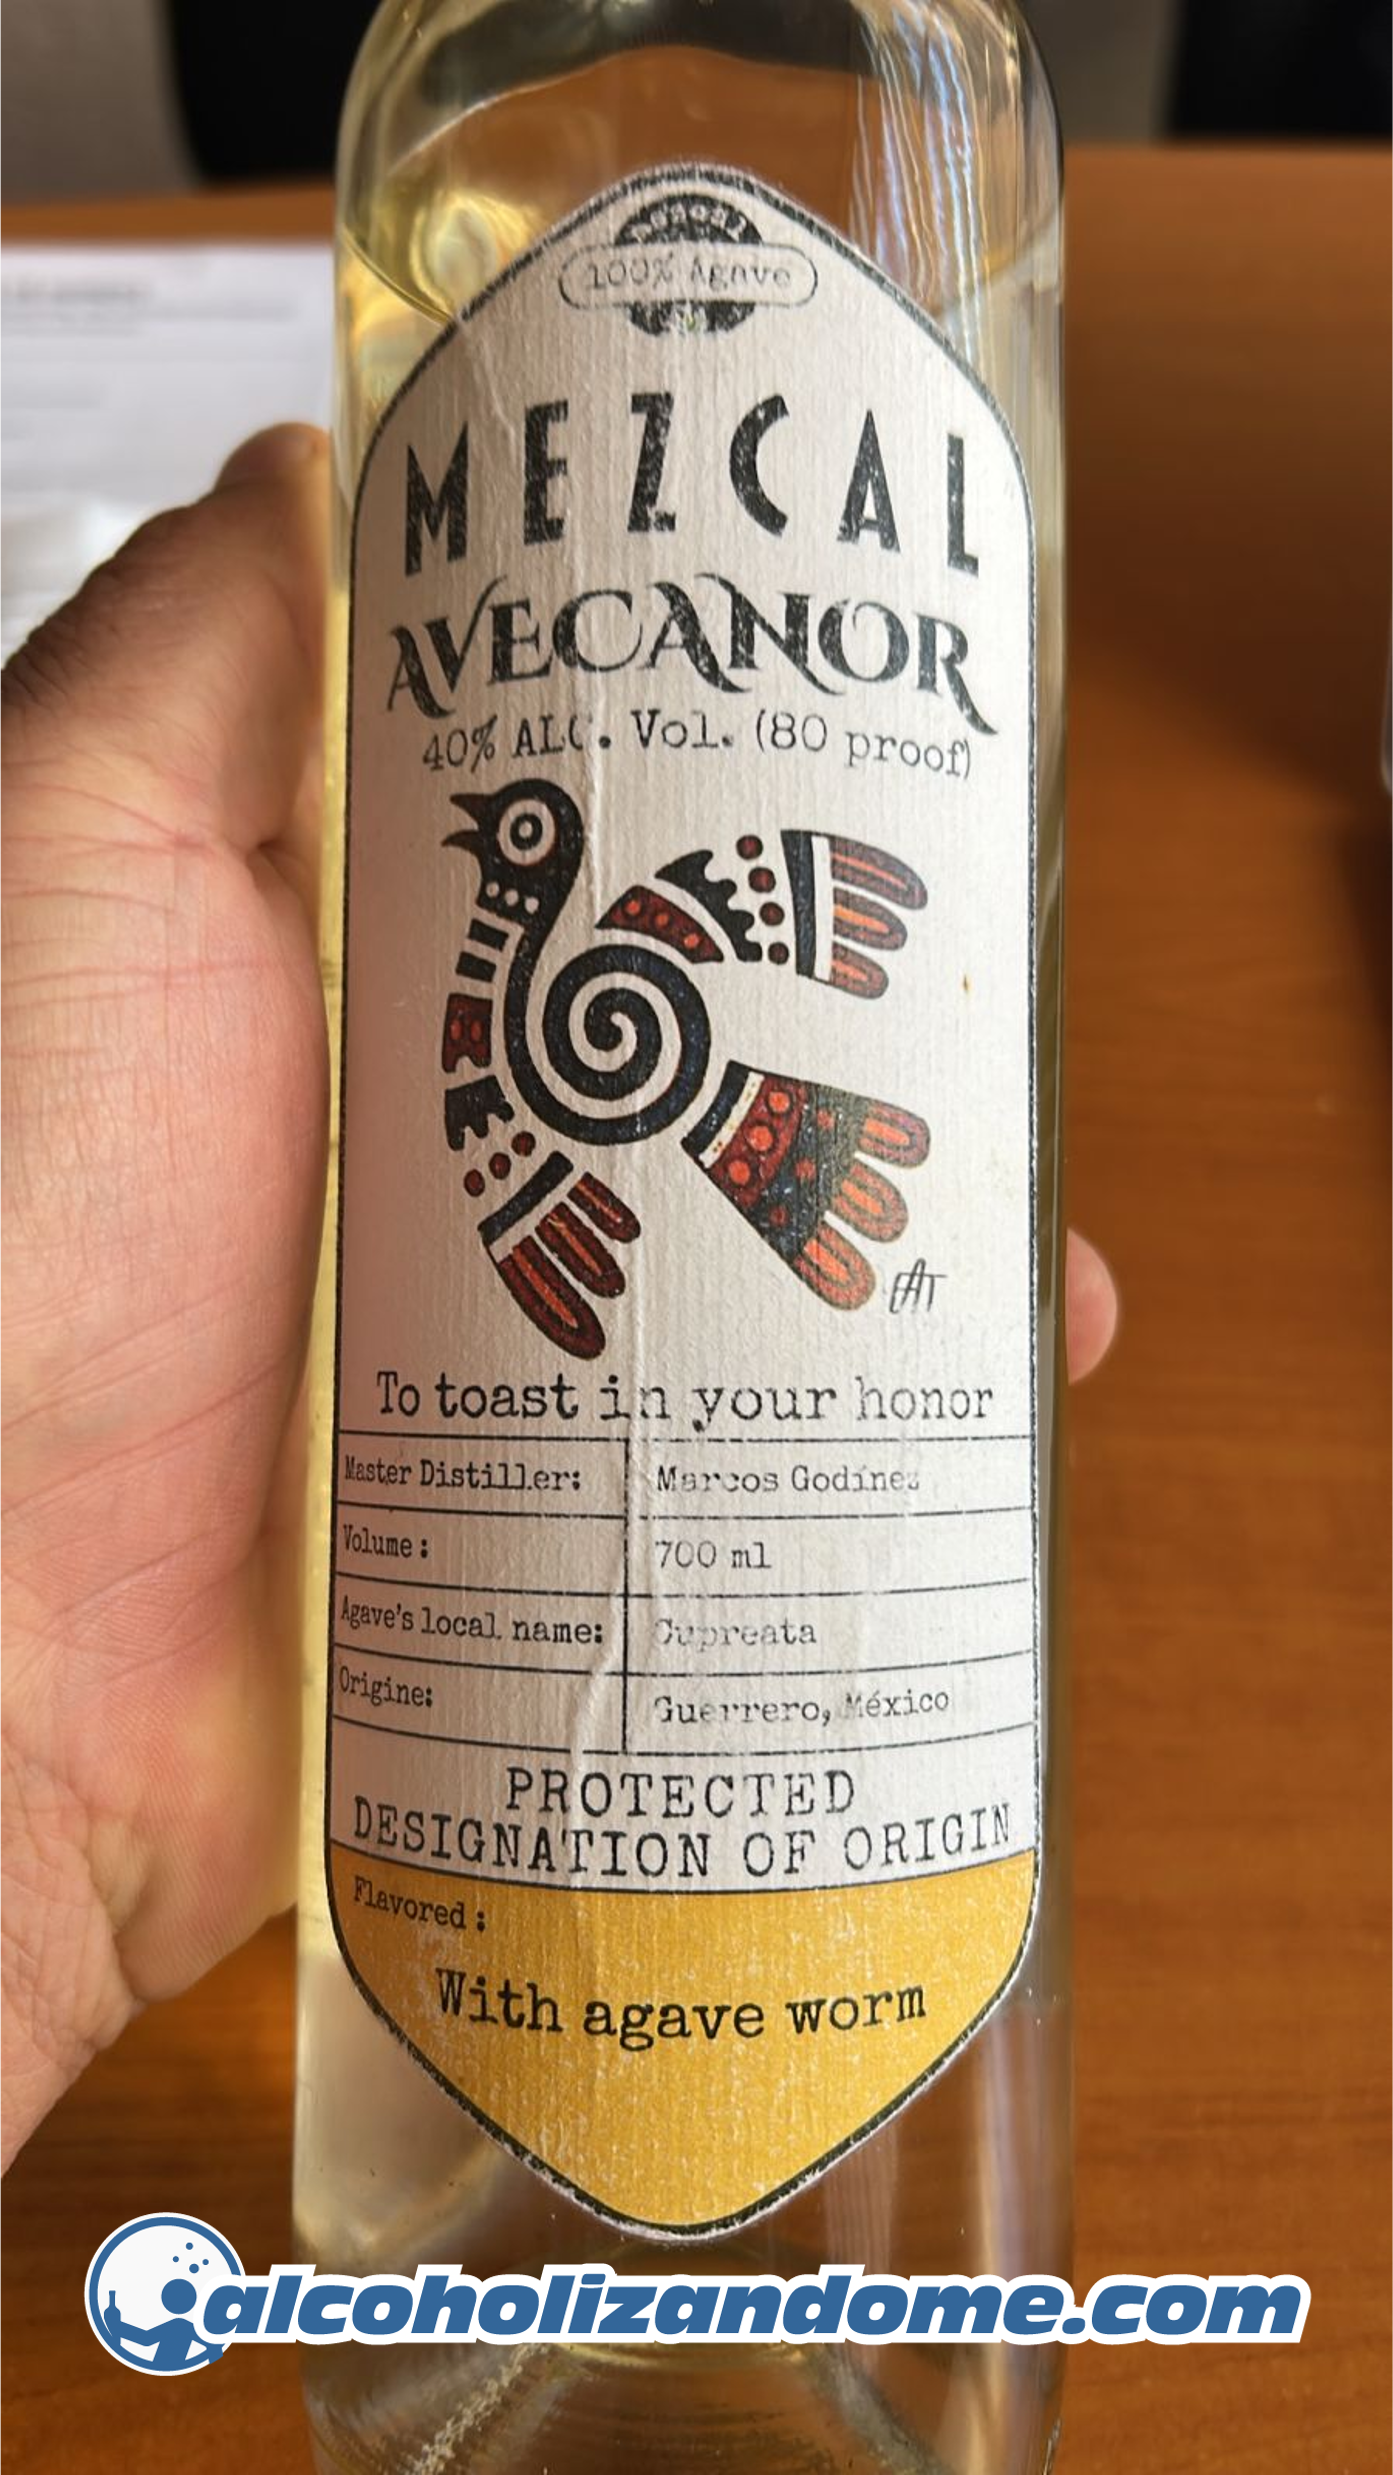 Mezcal
100% Agave
MEZCAL
AVECANOR
40% ALC. Vol. (80 proof)
EAT
To toast in your honor
Master Distiller: Marcos Godínez
Volume: 700 ml
Agave's local name: Cupreata
Origine: Guerrero, México
PROTECTED
DESIGNATION OF ORIGIN
Flavored:
With agave worm
alcoholizandome.com